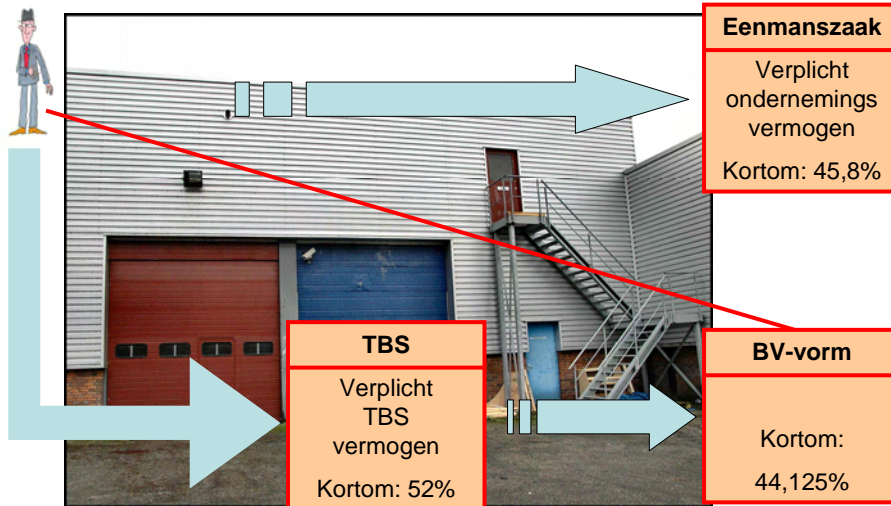 Eenmanszaak
Verplicht
ondernemings
vermogen
Kortom: 45,8%
TBS
Verplicht
TBS
vermogen
Kortom: 52%
BV-vorm
Kortom:
44,125%